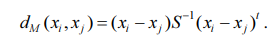 d_M(x_i, x_j) = (x_i − x_j)S^{−1}(x_i − x_j)^t .